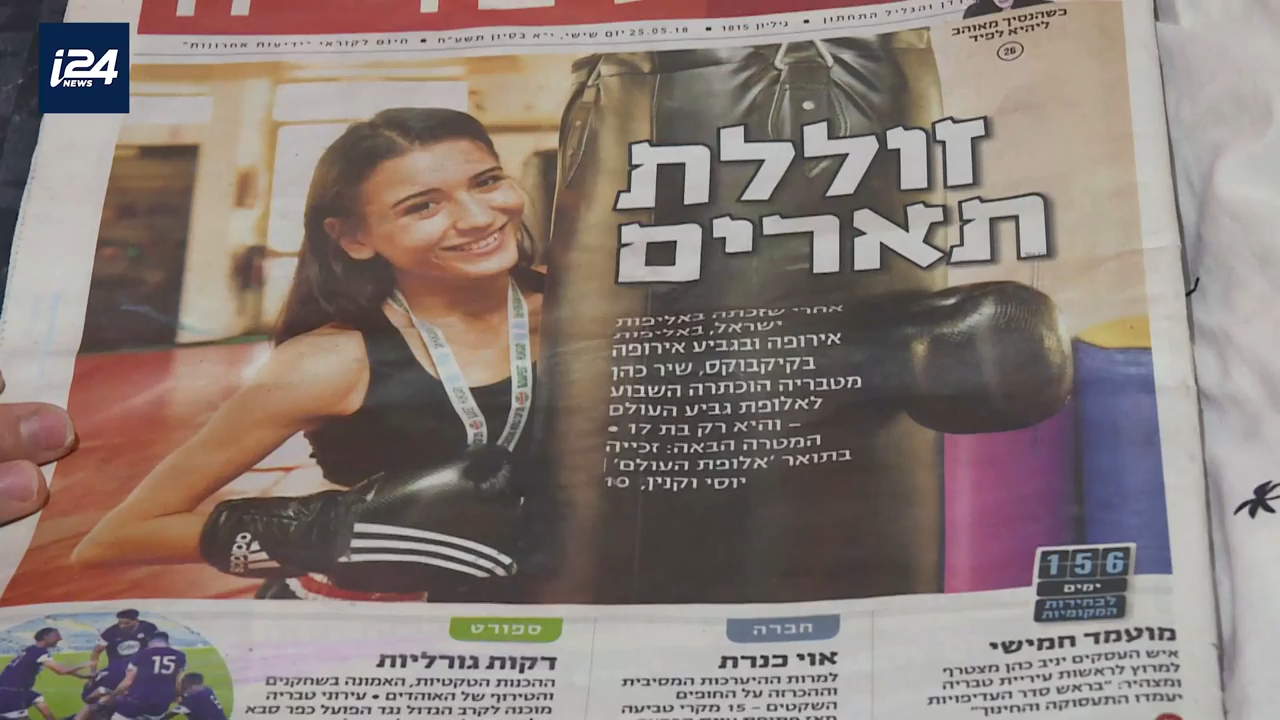 i24
NEWS
רדן והגליל התחתון ■ גיליון 1815 ■ 25.05.18 יום שישי, י"א בסיון תשע"ח ■ חינם לקוראי "ידיעות אחרונות"
כשהנסיך מאוהב
ליהיא לפיד
26
זוללת
תארים
אחרי שזכתה באליפות
ישראל, באליפות
אירופה ובגביע אירופה
בקיקבוקס, שיר כהן
מטבריה הוכתרה השבוע
לאלופת גביע העולם
– והיא רק בת 17 •
המטרה הבאה: זכייה
בתואר 'אלופת העולם' |
יוסי וקנין, 10
adidas
156
ימים
לבחירות
המקומיות
מועמד חמישי
איש העסקים יניב כהן מצטרף
למרוץ לראשות עיריית טבריה
ומצהיר: "בראש סדר העדיפויות
יעמדו התעסוקה והחינוך"
חברה
אוי כנרת
למרות ההיערכות המסיבית
וההכרזה על החופים
השקטים – 15 מקרי טביעה
ספורט
דקות גורליות
ההכנות הטקטיות, האמונה בשחקנים
והטירוף של האוהדים • עירוני טבריה
מוכנה לקרב הגדול נגד הפועל כפר סבא
15